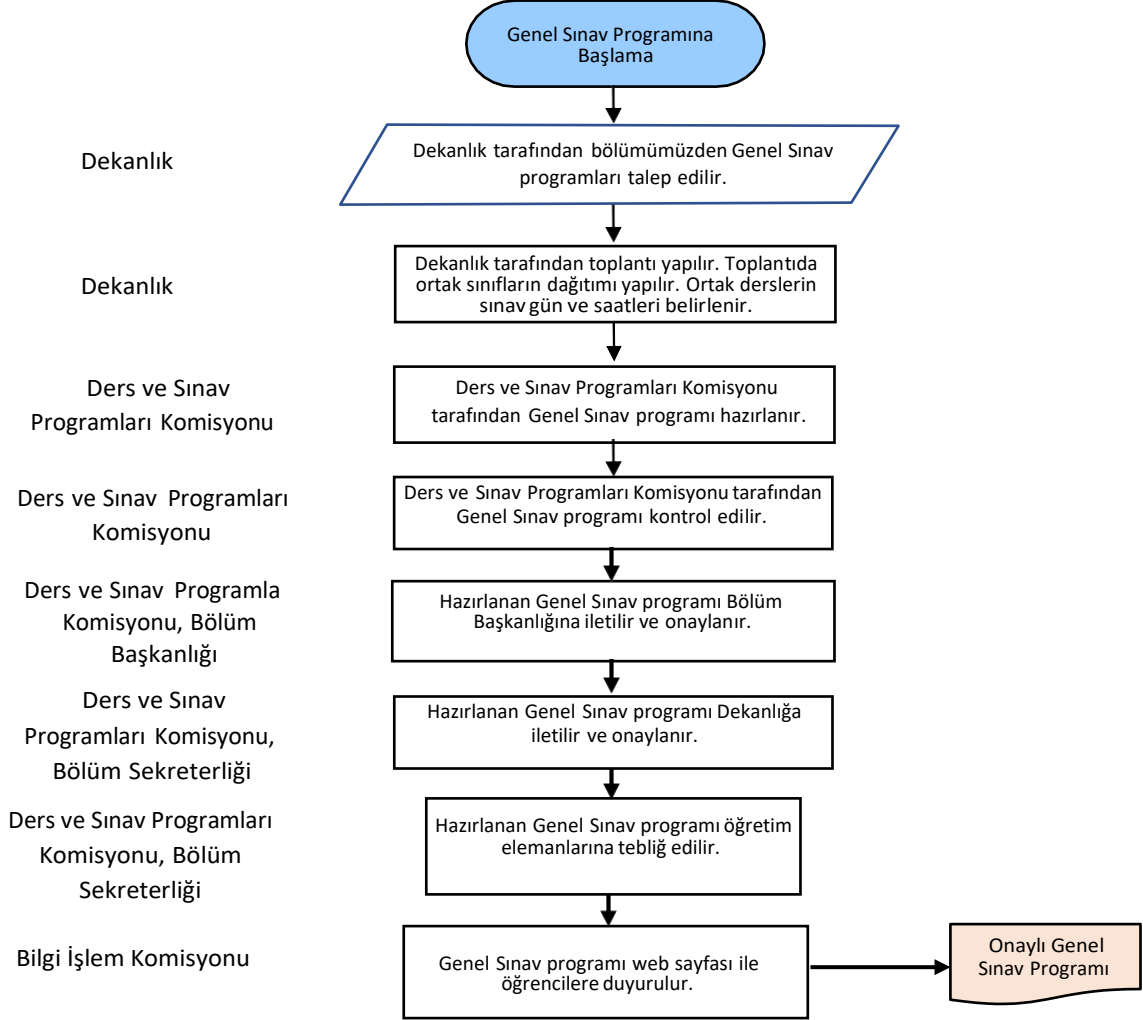 Genel Sınav Programına
Başlama
Dekanlık
Dekanlık tarafından bölümümüzden Genel Sınav
programları talep edilir.
Dekanlık
Dekanlık tarafından toplantı yapılır. Toplantıda
ortak sınıfların dağıtımı yapılır. Ortak derslerin
sınav gün ve saatleri belirlenir.
Ders ve Sınav
Programları Komisyonu
Ders ve Sınav Programları Komisyonu
tarafından Genel Sınav programı hazırlanır.
Ders ve Sınav Programları
Komisyonu
Ders ve Sınav Programları Komisyonu tarafından
Genel Sınav programı kontrol edilir.
Ders ve Sınav Programla
Komisyonu, Bölüm
Başkanlığı
Hazırlanan Genel Sınav programı Bölüm
Başkanlığına iletilir ve onaylanır.
Ders ve Sınav
Programları Komisyonu,
Bölüm Sekreterliği
Hazırlanan Genel Sınav programı Dekanlığa
iletilir ve onaylanır.
Ders ve Sınav Programları
Komisyonu, Bölüm
Sekreterliği
Hazırlanan Genel Sınav programı öğretim
elemanlarına tebliğ edilir.
Bilgi İşlem Komisyonu
Genel Sınav programı web sayfası ile
öğrencilere duyurulur.
Onaylı Genel
Sınav Programı